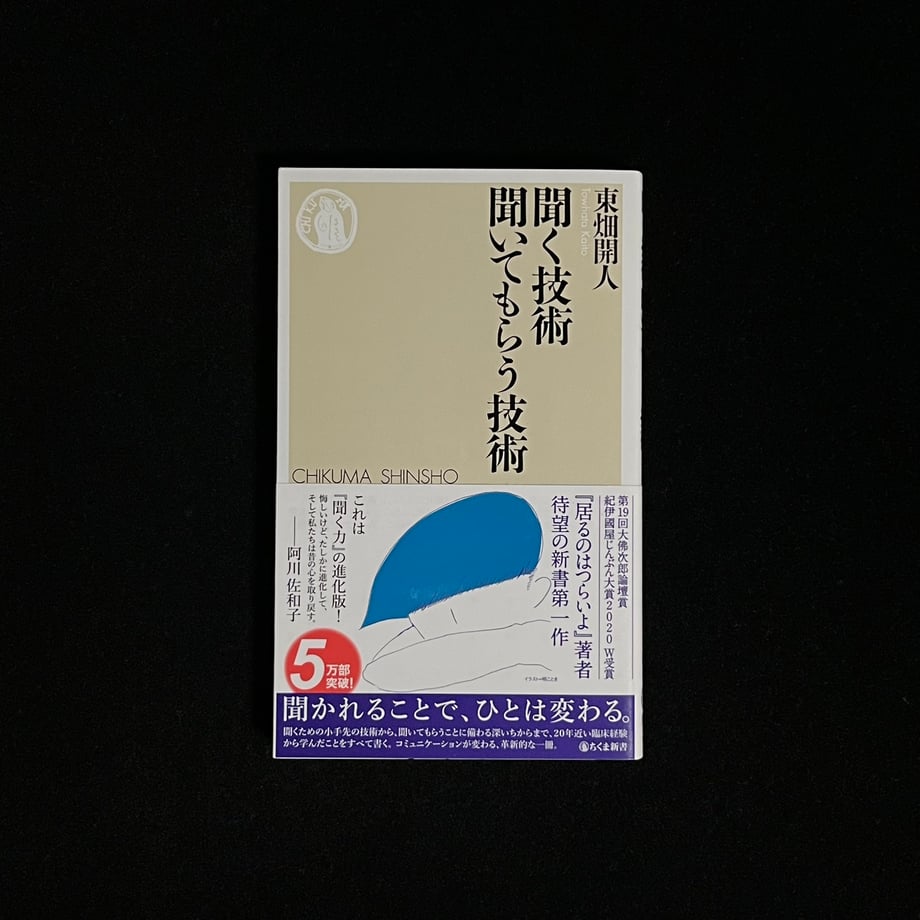 東畑開人
Towhata Kaito
聞く技術
聞いてもらう技術
CHIKUMA SHINSHO
第19回大佛次郎論壇賞
紀伊國屋じんぶん大賞2020 W受賞
『居るのはつらいよ』著者
待望の新書第一作
これは
『聞く力』の進化版！
悔しいけど、たしかに進化して、
そして私たちは昔の心を取り戻す。
──阿川佐和子
5万部
突破！
聞かれることで、ひとは変わる。
聞くための小手先の技術から、聞いてもらうことに備わる深いちからまで、20年近い臨床経験
から学んだことをすべて書く。コミュニケーションが変わる、革新的な一冊。
ちくま新書